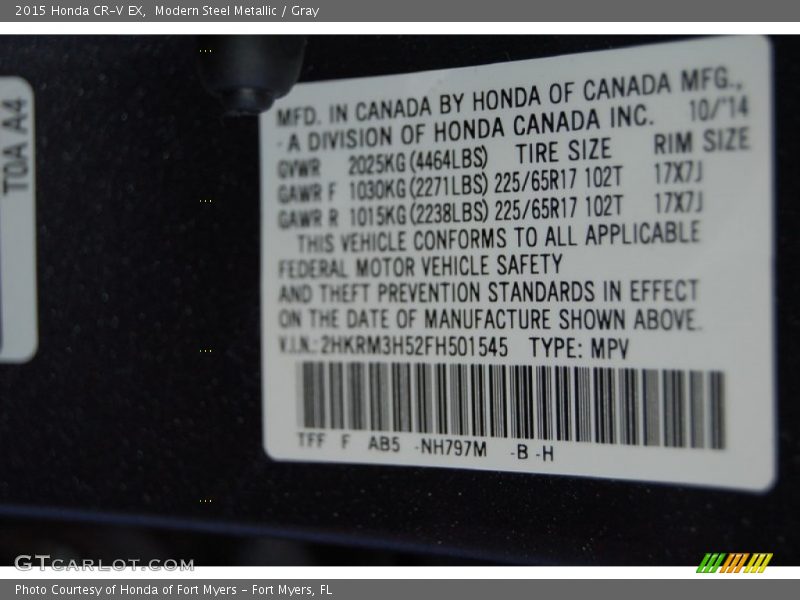 2015 Honda CR-V EX,  Modern Steel Metallic / Gray
T0A A4
MFD. IN CANADA BY HONDA OF CANADA MFG.,
- A DIVISION OF HONDA CANADA INC. 10/'14
GVWR 2025KG(4464LBS) TIRE SIZE RIM SIZE
GAWR F 1030KG(2271LBS) 225/65R17 102T 17X7J
GAWR R 1015KG(2238LBS) 225/65R17 102T 17X7J
THIS VEHICLE CONFORMS TO ALL APPLICABLE
FEDERAL MOTOR VEHICLE SAFETY
AND THEFT PREVENTION STANDARDS IN EFFECT
ON THE DATE OF MANUFACTURE SHOWN ABOVE.
V.I.N.: 2HKRM3H52FH501545 TYPE: MPV
TFF F AB5 -NH797M -B -H
GTCARLOT.COM
Photo Courtesy of Honda of Fort Myers - Fort Myers, FL